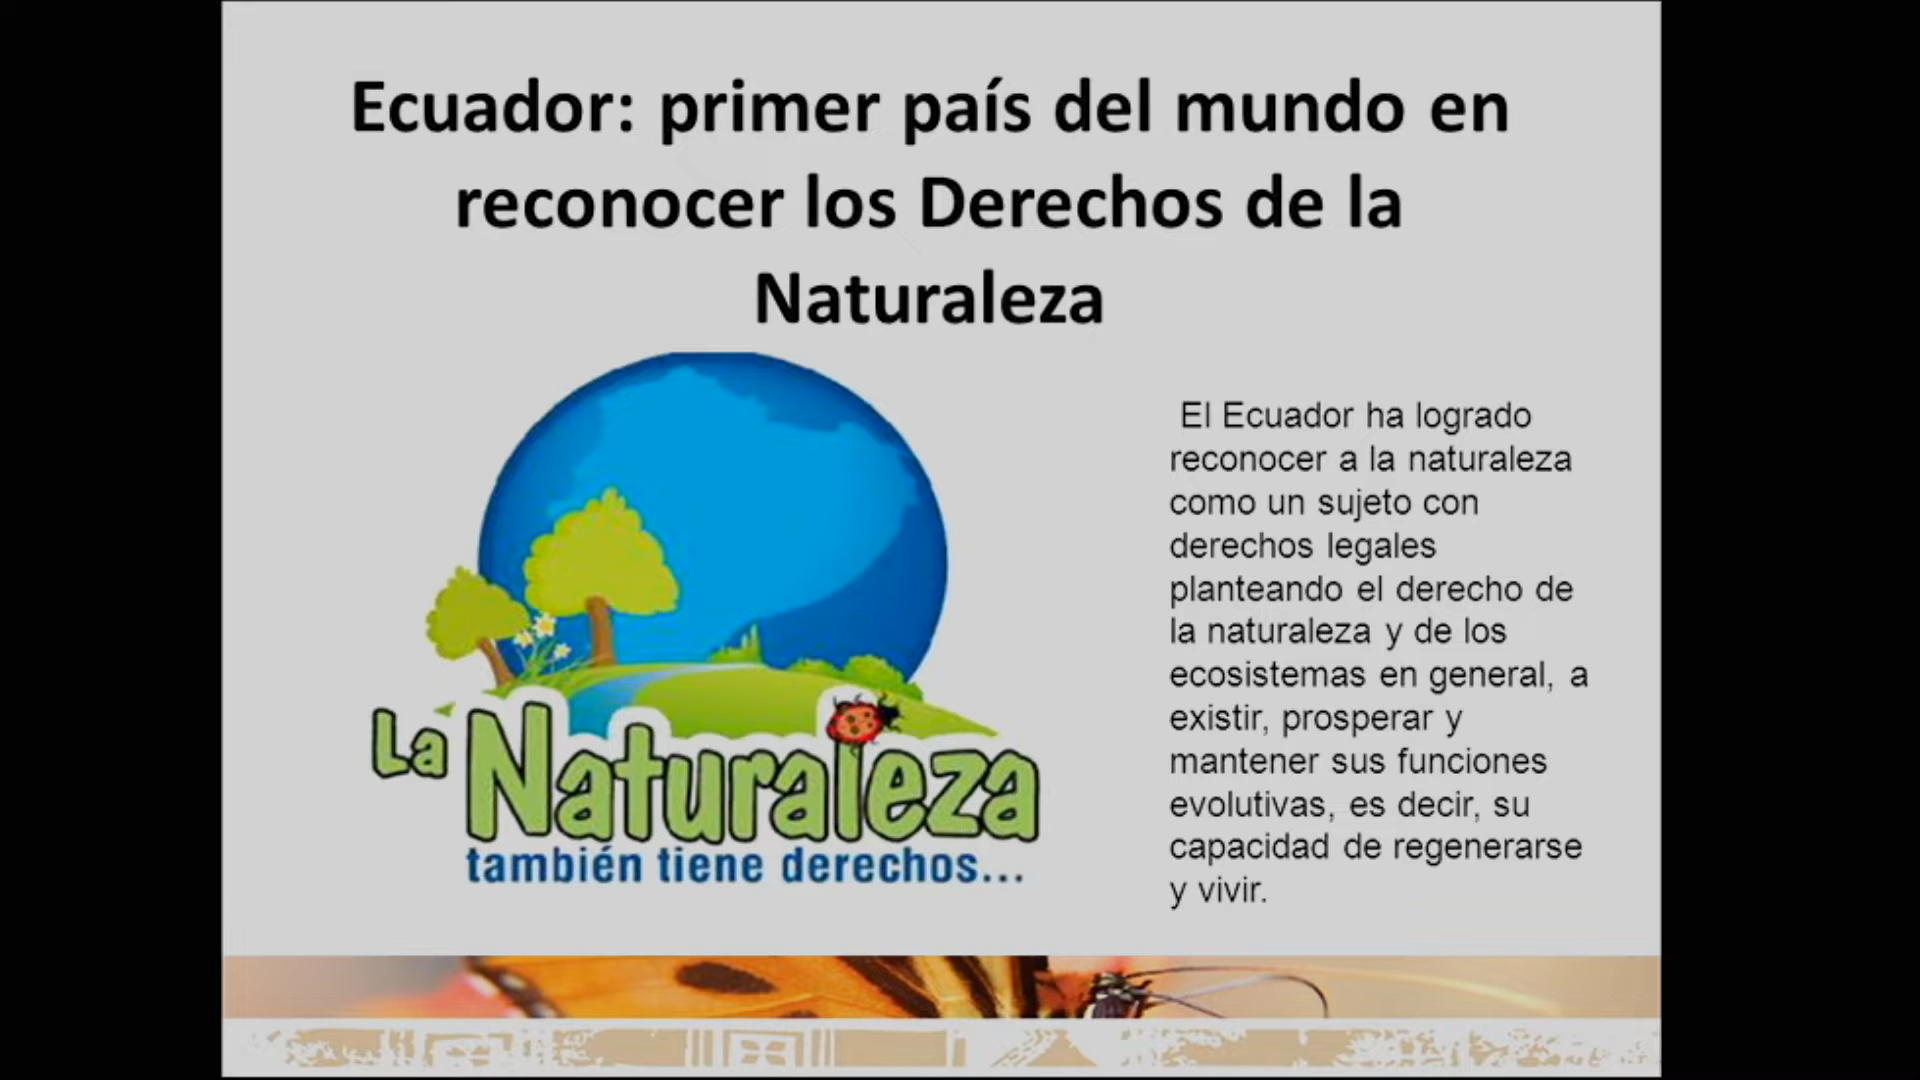 Ecuador: primer país del mundo en
reconocer los Derechos de la
Naturaleza
La Naturaleza
también tiene derechos...
El Ecuador ha logrado
reconocer a la naturaleza
como un sujeto con
derechos legales
planteando el derecho de
la naturaleza y de los
ecosistemas en general, a
existir, prosperar y
mantener sus funciones
evolutivas, es decir, su
capacidad de regenerarse
y vivir.